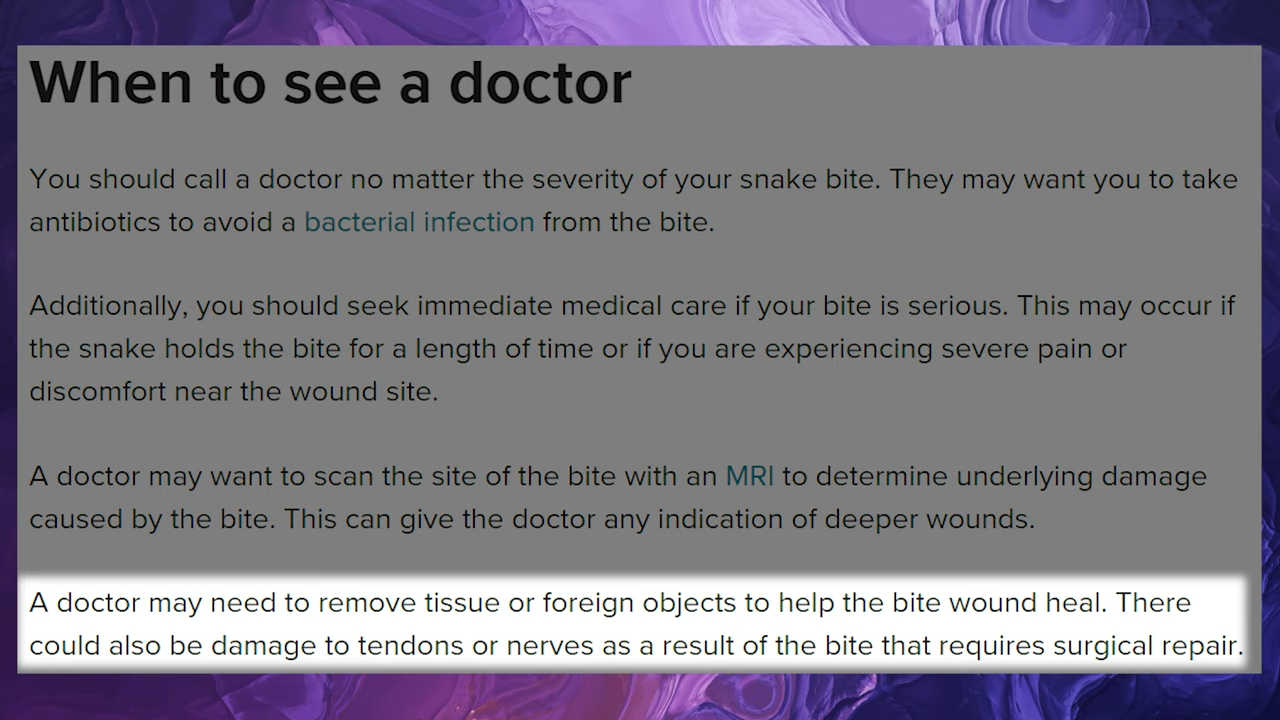 When to see a doctor
You should call a doctor no matter the severity of your snake bite. They may want you to take
antibiotics to avoid a bacterial infection from the bite.
Additionally, you should seek immediate medical care if your bite is serious. This may occur if
the snake holds the bite for a length of time or if you are experiencing severe pain or
discomfort near the wound site.
A doctor may want to scan the site of the bite with an MRI to determine underlying damage
caused by the bite. This can give the doctor any indication of deeper wounds.
A doctor may need to remove tissue or foreign objects to help the bite wound heal. There
could also be damage to tendons or nerves as a result of the bite that requires surgical repair.